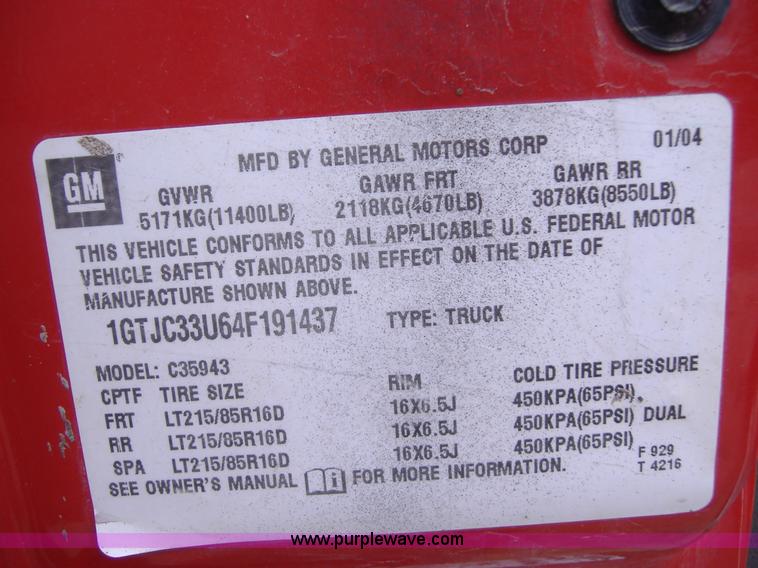 MFD BY GENERAL MOTORS CORP 01/04
GM
GVWR GAWR FRT GAWR RR
5171KG(11400LB) 2118KG(4670LB) 3878KG(8550LB)
THIS VEHICLE CONFORMS TO ALL APPLICABLE U.S. FEDERAL MOTOR
VEHICLE SAFETY STANDARDS IN EFFECT ON THE DATE OF
MANUFACTURE SHOWN ABOVE.
1GTJC33U64F191437 TYPE: TRUCK
MODEL: C35943
CPTF TIRE SIZE RIM COLD TIRE PRESSURE
FRT LT215/85R16D 16X6.5J 450KPA(65PSI)
RR LT215/85R16D 16X6.5J 450KPA(65PSI) DUAL
SPA LT215/85R16D 16X6.5J 450KPA(65PSI)
SEE OWNER'S MANUAL FOR MORE INFORMATION.
F 929
T 4216
www.purplewave.com